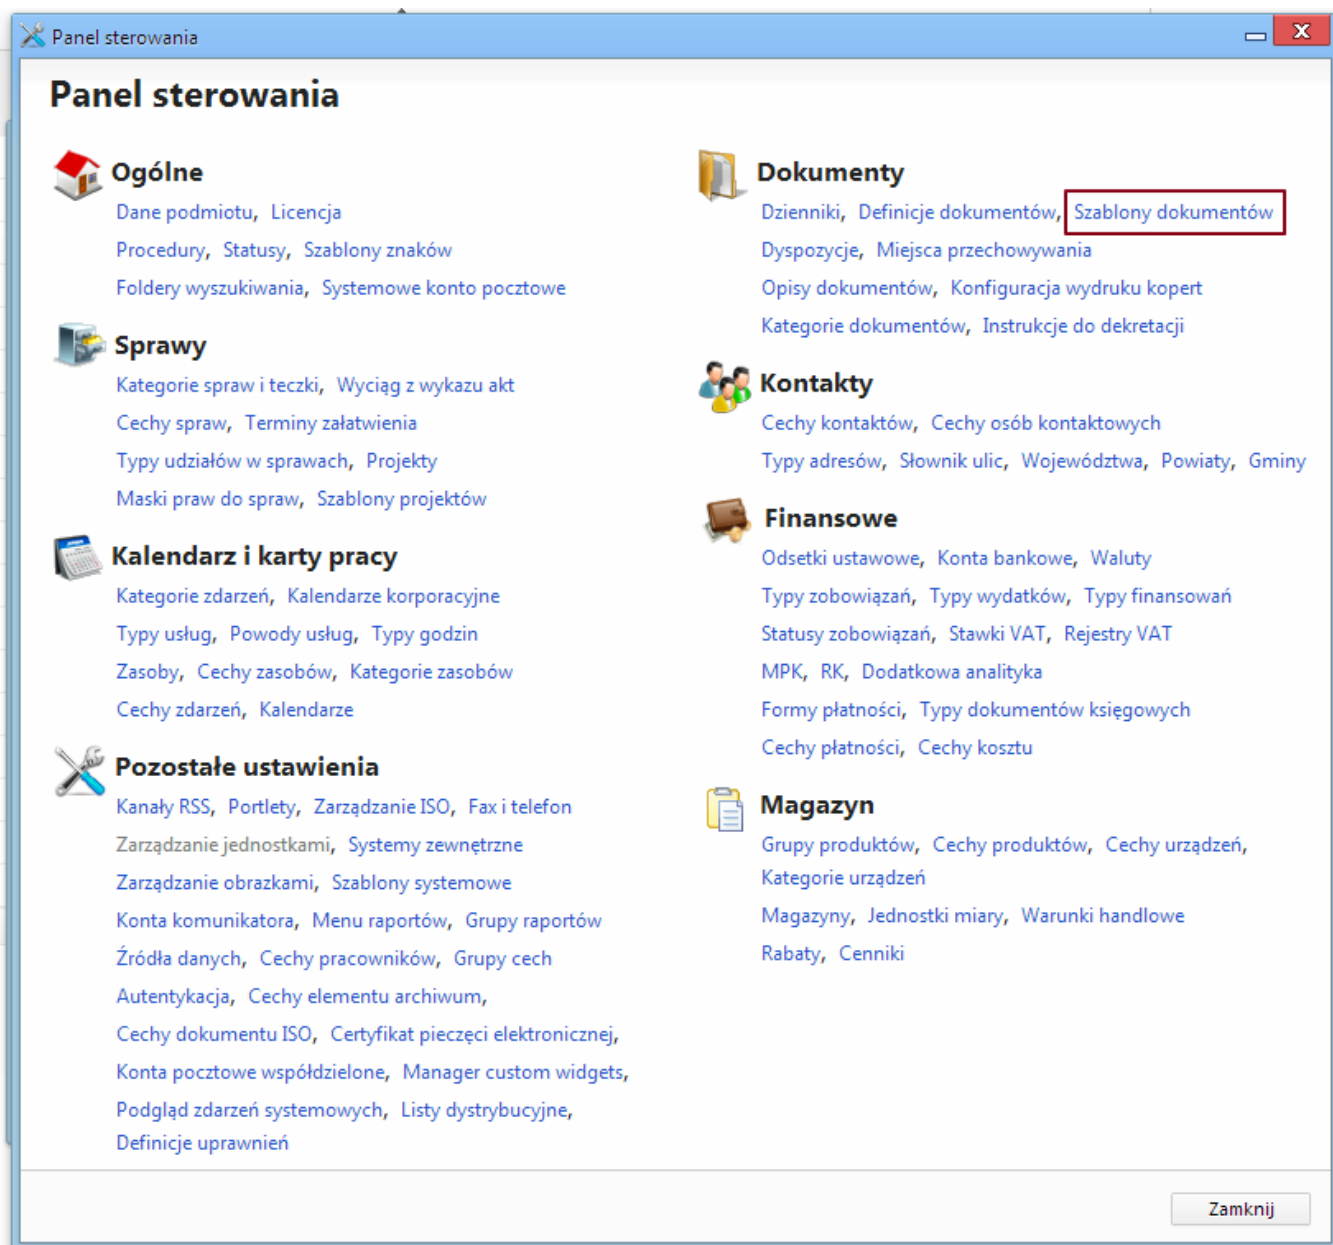 Panel sterowania
Panel sterowania
Ogólne
Dane podmiotu, Licencja
Procedury, Statusy, Szablony znaków
Foldery wyszukiwania, Systemowe konto pocztowe
Sprawy
Kategorie spraw i teczki, Wyciąg z wykazu akt
Cechy spraw, Terminy załatwienia
Typy udziałów w sprawach, Projekty
Maski praw do spraw, Szablony projektów
Kalendarz i karty pracy
Kategorie zdarzeń, Kalendarze korporacyjne
Typy usług, Powody usług, Typy godzin
Zasoby, Cechy zasobów, Kategorie zasobów
Cechy zdarzeń, Kalendarze
Pozostałe ustawienia
Kanały RSS, Portlety, Zarządzanie ISO, Fax i telefon
Zarządzanie jednostkami, Systemy zewnętrzne
Zarządzanie obrazkami, Szablony systemowe
Konta komunikatora, Menu raportów, Grupy raportów
Źródła danych, Cechy pracowników, Grupy cech
Autentykacja, Cechy elementu archiwum,
Cechy dokumentu ISO, Certyfikat pieczęci elektronicznej,
Konta pocztowe współdzielone, Manager custom widgets,
Podgląd zdarzeń systemowych, Listy dystrybucyjne,
Definicje uprawnień
Dokumenty
Dzienniki, Definicje dokumentów, Szablony dokumentów
Dyspozycje, Miejsca przechowywania
Opisy dokumentów, Konfiguracja wydruku kopert
Kategorie dokumentów, Instrukcje do dekretacji
Kontakty
Cechy kontaktów, Cechy osób kontaktowych
Typy adresów, Słownik ulic, Województwa, Powiaty, Gminy
Finansowe
Odsetki ustawowe, Konta bankowe, Waluty
Typy zobowiązań, Typy wydatków, Typy finansowań
Statusy zobowiązań, Stawki VAT, Rejestry VAT
MPK, RK, Dodatkowa analityka
Formy płatności, Typy dokumentów księgowych
Cechy płatności, Cechy kosztu
Magazyn
Grupy produktów, Cechy produktów, Cechy urządzeń,
Kategorie urządzeń
Magazyny, Jednostki miary, Warunki handlowe
Rabaty, Cenniki
Zamknij